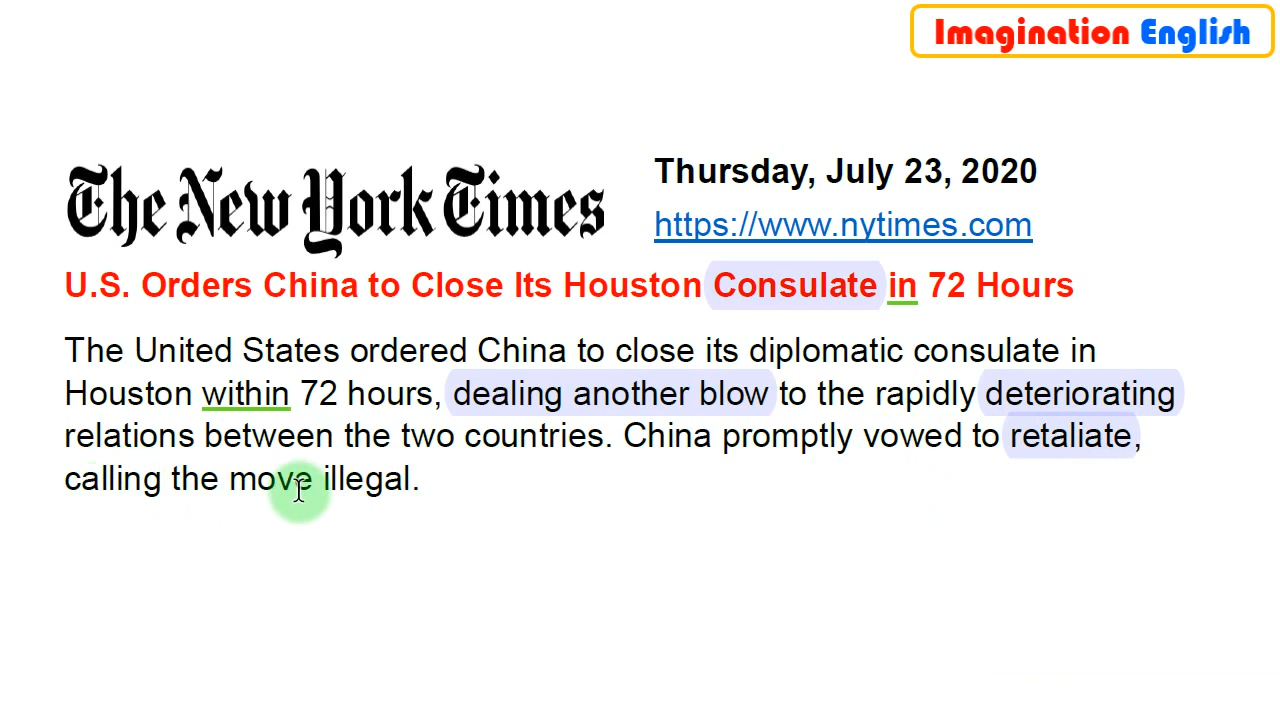 Imagination English
The New York Times
Thursday, July 23, 2020
https://www.nytimes.com
U.S. Orders China to Close Its Houston Consulate in 72 Hours
The United States ordered China to close its diplomatic consulate in
Houston within 72 hours, dealing another blow to the rapidly deteriorating
relations between the two countries. China promptly vowed to retaliate,
calling the move illegal.